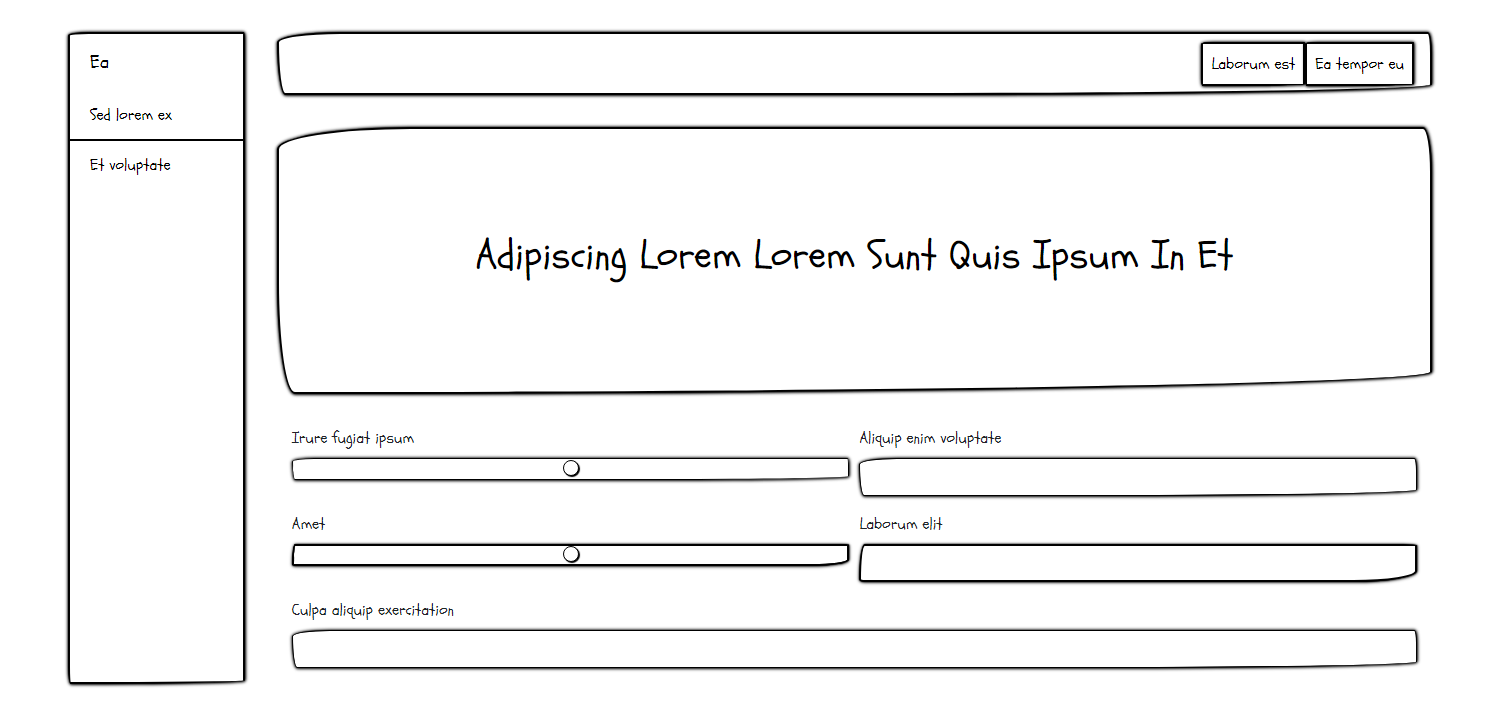 Ea
Sed lorem ex
Et voluptate
Laborum est
Ea tempor eu
Adipiscing Lorem Lorem Sunt Quis Ipsum In Et
Irure fugiat ipsum
Aliquip enim voluptate
Amet
Laborum elit
Culpa aliquip exercitation